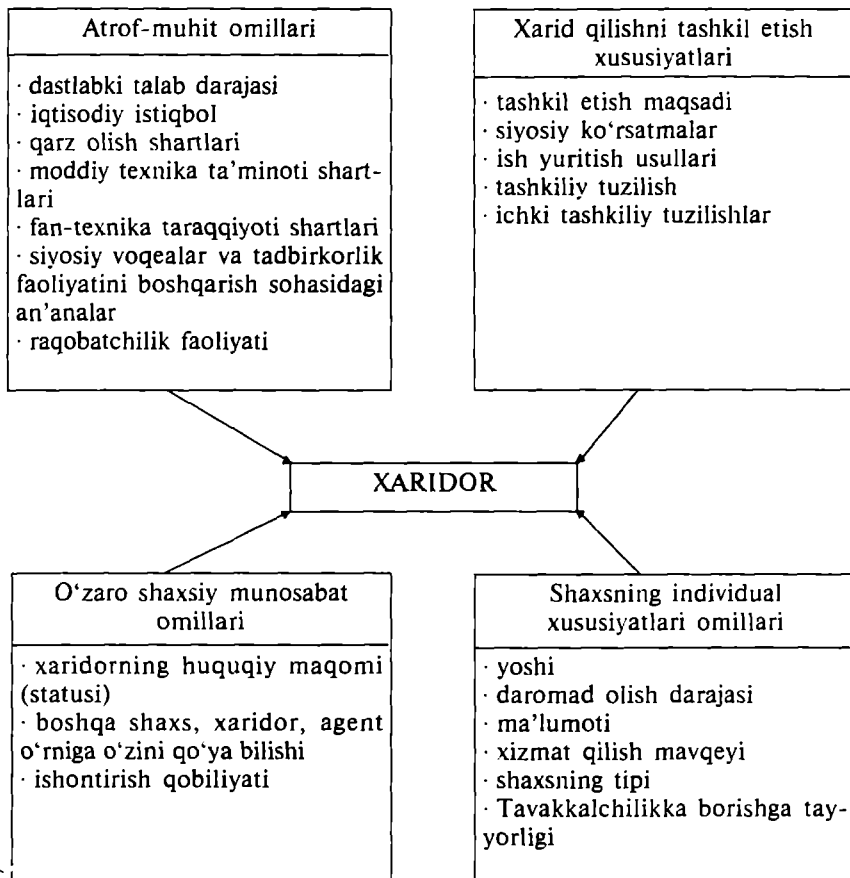 Atrof-muhit omillari
· dastlabki talab darajasi
· iqtisodiy istiqbol
· qarz olish shartlari
· moddiy texnika ta’minoti shart-
lari
· fan-texnika taraqqiyoti shartlari
· siyosiy voqealar va tadbirkorlik
faoliyatini boshqarish sohasidagi
an’analar
· raqobatchilik faoliyati
Xarid qilishni tashkil etish
xususiyatlari
· tashkil etish maqsadi
· siyosiy ko‘rsatmalar
· ish yuritish usullari
· tashkiliy tuzilish
· ichki tashkiliy tuzilishlar
XARIDOR
O‘zaro shaxsiy munosabat
omillari
· xaridorning huquqiy maqomi
(statusi)
· boshqa shaxs, xaridor, agent
o‘rniga o‘zini qo‘ya bilishi
· ishontirish qobiliyati
Shaxsning individual
xususiyatlari omillari
· yoshi
· daromad olish darajasi
· ma’lumoti
· xizmat qilish mavqeyi
· shaxsning tipi
· Tavakkalchilikka borishga tay-
yorligi